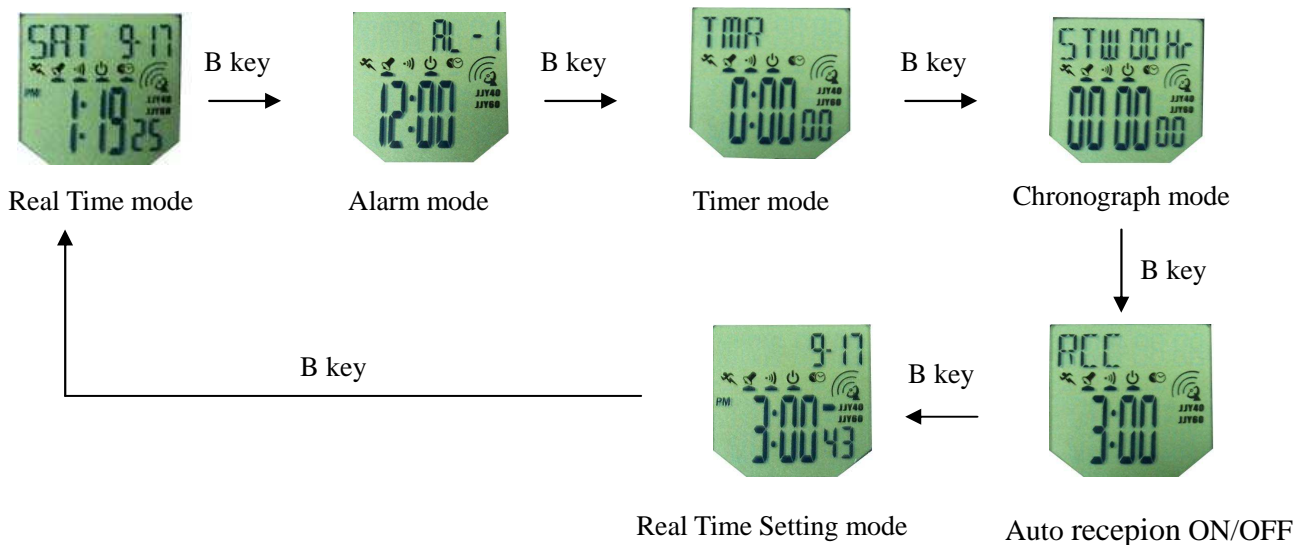 SAT 9-17
PM 1:19 25
JJY40
JJY60
B key
AL -1
12:00
JJY40
JJY60
B key
TMR
0:00 00
JJY40
JJY60
B key
STW 00 Hr
00 00 00
JJY40
JJY60
Real Time mode
Alarm mode
Timer mode
Chronograph mode
B key
RCC
3:00
JJY40
JJY60
B key
9-17
PM 3:00 43
JJY40
JJY60
B key
Real Time Setting mode
Auto recepion ON/OFF